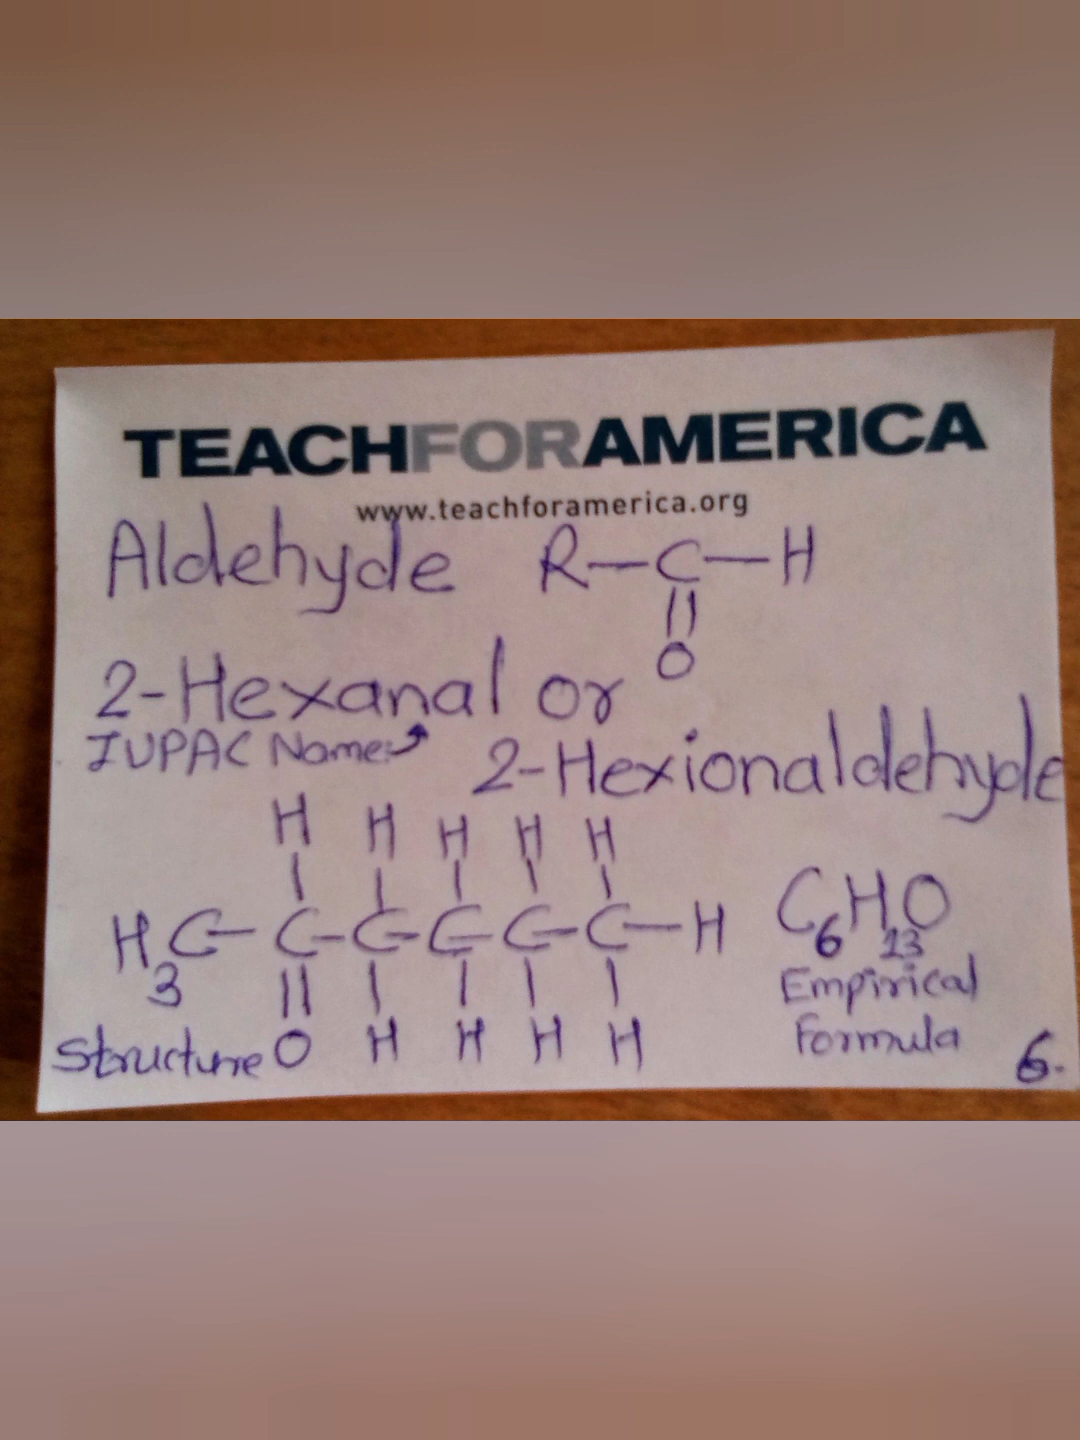 TEACHFORAMERICA
www.teachforamerica.org
Aldehyde R—C—H
||
O
2-Hexanal or
IUPAC Name:
2-Hexionaldehyde
H H H H H
| | | | |
H3C—C—C—C—C—C—H C6H13O
|| | | | |
Empirical
Structure O H H H H Formula
6.